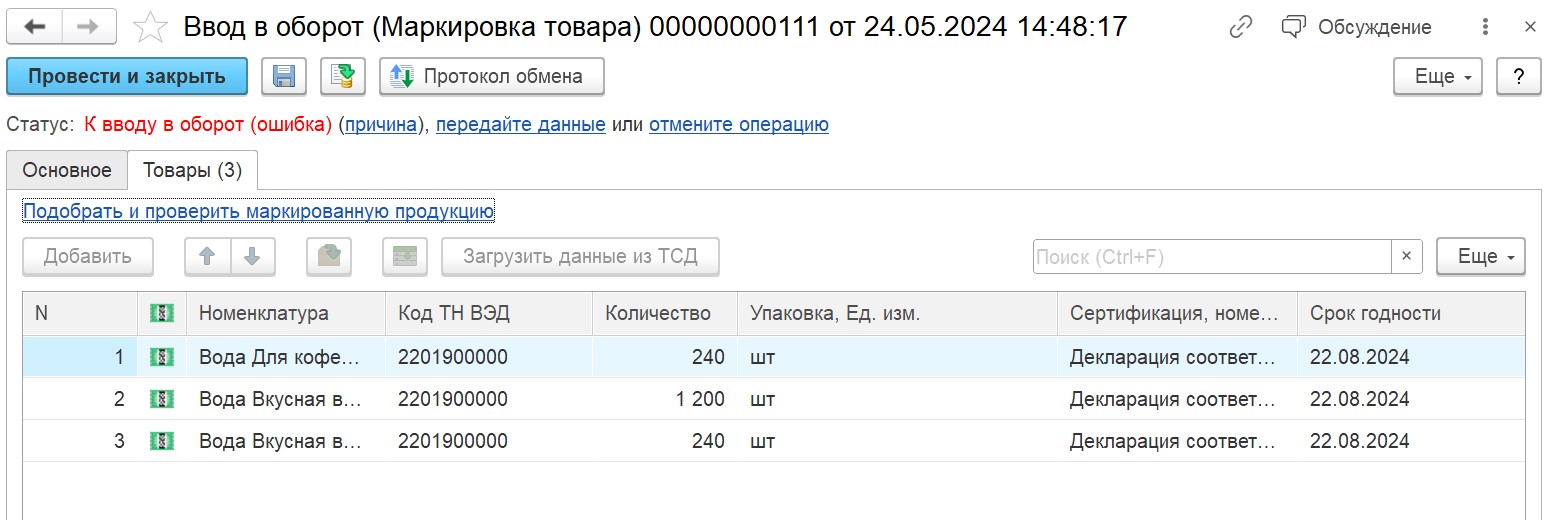 Ввод в оборот (Маркировка товара) 00000000111 от 24.05.2024 14:48:17 Обсуждение
Провести и закрыть Протокол обмена Еще ?
Статус: К вводу в оборот (ошибка) (причина), передайте данные или отмените операцию
Основное Товары (3)
Подобрать и проверить маркированную продукцию
Добавить Загрузить данные из ТСД Поиск (Ctrl+F) × Еще
N Номенклатура Код ТН ВЭД Количество Упаковка, Ед. изм. Сертификация, номе... Срок годности
1 Вода Для кофе... 2201900000 240 шт Декларация соответ... 22.08.2024
2 Вода Вкусная в... 2201900000 1 200 шт Декларация соответ... 22.08.2024
3 Вода Вкусная в... 2201900000 240 шт Декларация соответ... 22.08.2024